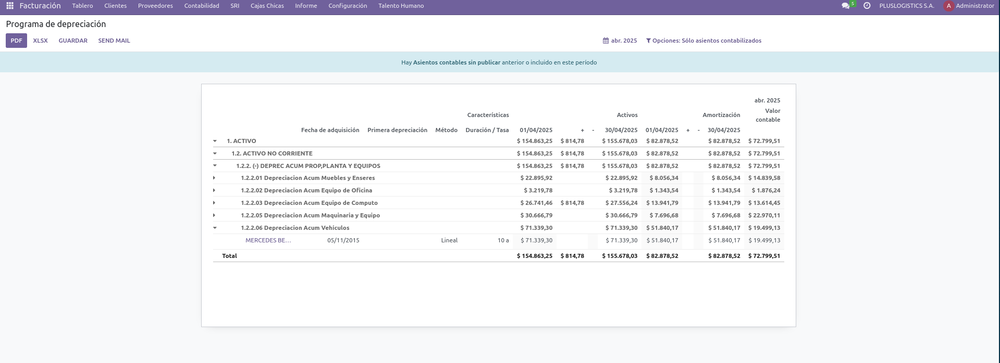 Facturación Tablero Clientes Proveedores Contabilidad SRI Cajas Chicas Informe Configuración Talento Humano 5 PLUSLOGISTICS S.A. A Administrator
Programa de depreciación
PDF XLSX GUARDAR SEND MAIL abr. 2025 Opciones: Sólo asientos contabilizados
Hay Asientos contables sin publicar anterior o incluido en este período
abr. 2025
Características Activos Amortización Valor contable
Fecha de adquisición Primera depreciación Método Duración / Tasa 01/04/2025 + - 30/04/2025 01/04/2025 + - 30/04/2025
1. ACTIVO $ 154.863,25 $ 814,78 $ 155.678,03 $ 82.878,52 $ 82.878,52 $ 72.799,51
1.2. ACTIVO NO CORRIENTE $ 154.863,25 $ 814,78 $ 155.678,03 $ 82.878,52 $ 82.878,52 $ 72.799,51
1.2.2. (-) DEPREC ACUM PROP,PLANTA Y EQUIPOS $ 154.863,25 $ 814,78 $ 155.678,03 $ 82.878,52 $ 82.878,52 $ 72.799,51
1.2.2.01 Depreciacion Acum Muebles y Enseres $ 22.895,92 $ 22.895,92 $ 8.056,34 $ 8.056,34 $ 14.839,58
1.2.2.02 Depreciacion Acum Equipo de Oficina $ 3.219,78 $ 3.219,78 $ 1.343,54 $ 1.343,54 $ 1.876,24
1.2.2.03 Depreciacion Acum Equipo de Computo $ 26.741,46 $ 814,78 $ 27.556,24 $ 13.941,79 $ 13.941,79 $ 13.614,45
1.2.2.05 Depreciacion Acum Maquinaria y Equipo $ 30.666,79 $ 30.666,79 $ 7.696,68 $ 7.696,68 $ 22.970,11
1.2.2.06 Depreciacion Acum Vehículos $ 71.339,30 $ 71.339,30 $ 51.840,17 $ 51.840,17 $ 19.499,13
MERCEDES BE... 05/11/2015 Lineal 10 a $ 71.339,30 $ 71.339,30 $ 51.840,17 $ 51.840,17 $ 19.499,13
Total $ 154.863,25 $ 814,78 $ 155.678,03 $ 82.878,52 $ 82.878,52 $ 72.799,51